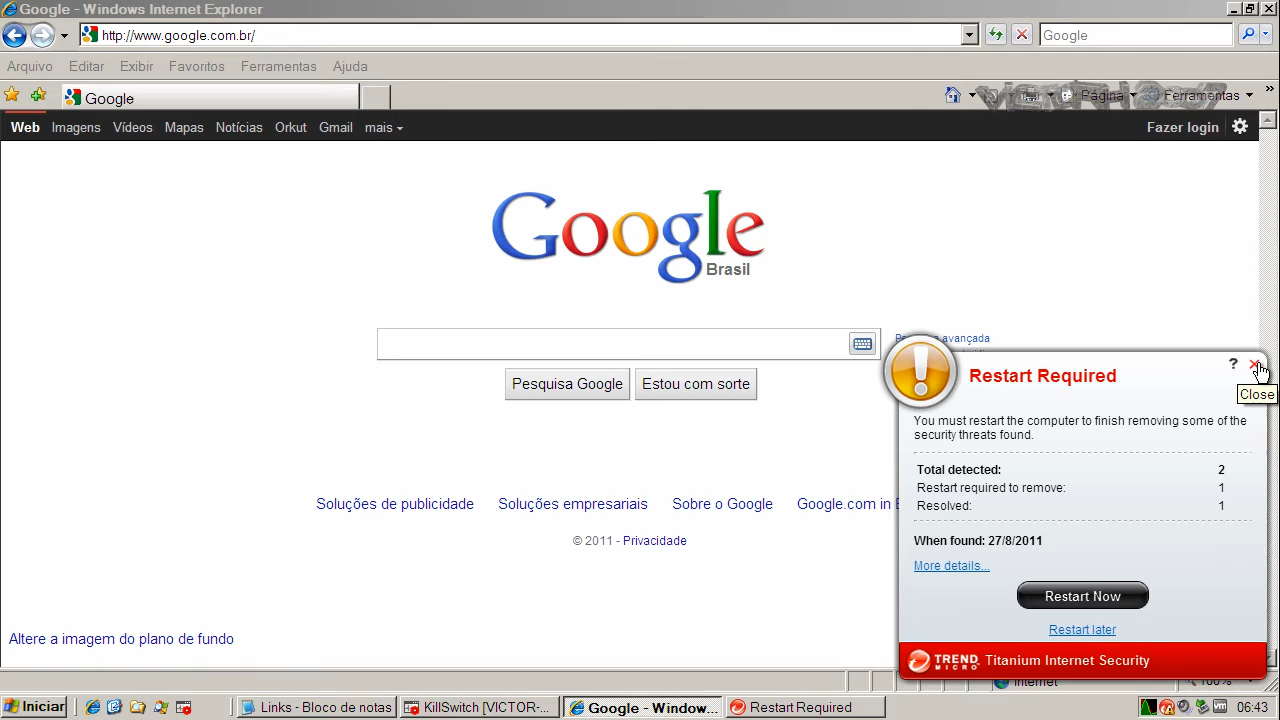 Google - Windows Internet Explorer
http://www.google.com.br/
Google
Arquivo Editar Exibir Favoritos Ferramentas Ajuda
Google
Página Ferramentas
Web Imagens Vídeos Mapas Notícias Orkut Gmail mais
Fazer login
Google
Brasil
avançada
Pesquisa Google Estou com sorte
Soluções de publicidade Soluções empresariais Sobre o Google Google.com in
© 2011 - Privacidade
Altere a imagem do plano de fundo
?
Restart Required
Close
You must restart the computer to finish removing some of the
security threats found.
Total detected: 2
Restart required to remove: 1
Resolved: 1
When found: 27/8/2011
More details...
Restart Now
Restart later
TREND MICRO Titanium Internet Security
Internet 100%
Iniciar Links - Bloco de notas KillSwitch [VICTOR-... Google - Window... Restart Required 06:43